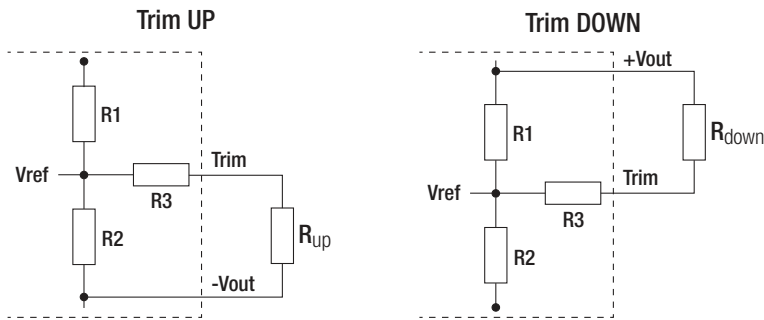 Trim UP
R1
Vref
Trim
R3
R2
Rup
-Vout
Trim DOWN
+Vout
R1
Rdown
Vref
Trim
R3
R2